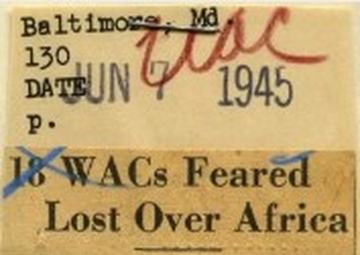 Baltimore, Md.
WAC
130
DATE JUN 7 1945
p.
18 WACs Feared
Lost Over Africa